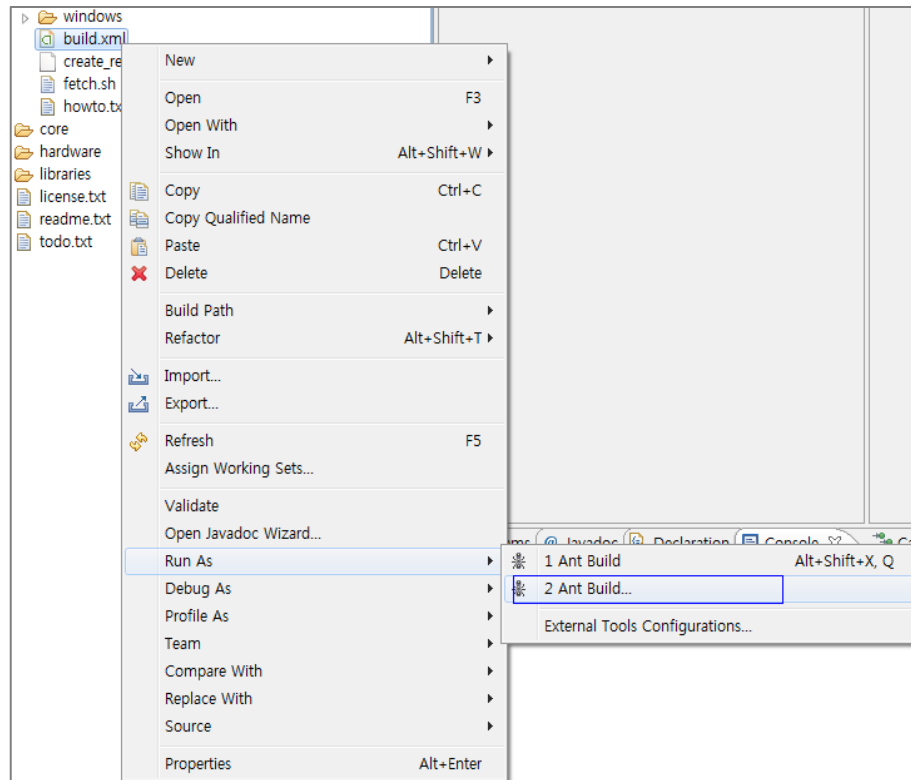 windows
build.xml
create_re
fetch.sh
howto.tx
core
hardware
libraries
license.txt
readme.txt
todo.txt
New
Open F3
Open With
Show In Alt+Shift+W
Copy Ctrl+C
Copy Qualified Name
Paste Ctrl+V
Delete Delete
Build Path
Refactor Alt+Shift+T
Import...
Export...
Refresh F5
Assign Working Sets...
Validate
Open Javadoc Wizard...
Run As
Debug As
Profile As
Team
Compare With
Replace With
Source
Properties Alt+Enter
ms @ Javadoc Declaration Console
1 Ant Build Alt+Shift+X, Q
2 Ant Build...
External Tools Configurations...